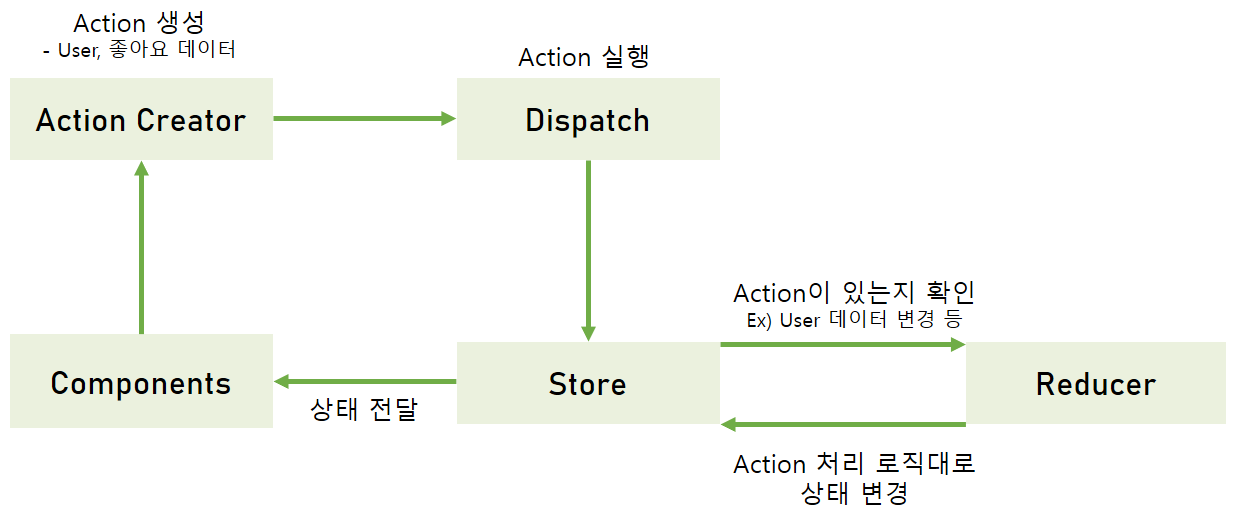 Action 생성
- User, 좋아요 데이터
Action 실행
Action Creator
Dispatch
Action이 있는지 확인
Ex) User 데이터 변경 등
Components
Store
Reducer
상태 전달
Action 처리 로직대로
상태 변경